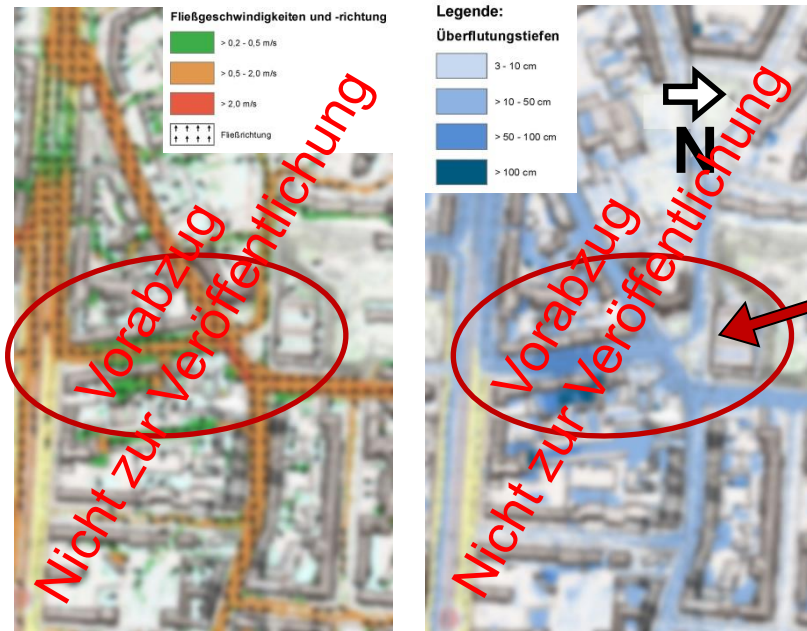 Fließgeschwindigkeiten und -richtung
> 0,2 - 0,5 m/s
> 0,5 - 2,0 m/s
> 2,0 m/s
Fließrichtung
Vorabzug
Nicht zur Veröffentlichung
Legende:
Überflutungstiefen
3 - 10 cm
> 10 - 50 cm
> 50 - 100 cm
> 100 cm
N
Vorabzug
Nicht zur Veröffentlichung